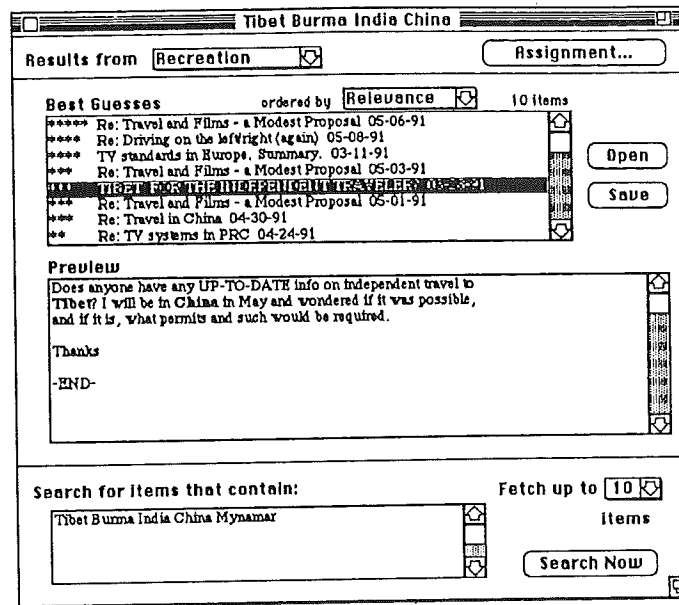 Tibet Burma India China
Results from Recreation Assignment...
Best Guesses ordered by Relevance 10 items
***** Re: Travel and Films - a Modest Proposal 05-06-91
**** Re: Driving on the left/right (again) 05-08-91
**** TV standards in Europe, Summary. 03-11-91
*** Re: Travel and Films - a Modest Proposal 05-03-91
*** TIBET FOR THE INDEPENDENT TRAVELER?
*** Re: Travel and Films - a Modest Proposal 05-01-91
*** Re: Travel in China 04-30-91
** Re: TV systems in PRC 04-24-91
Open
Save
Preview
Does anyone have any UP-TO-DATE info on independent travel to
Tibet? I will be in China in May and wondered if it was possible,
and if it is, what permits and such would be required.
Thanks
-END-
Search for items that contain:
Tibet Burma India China Mynamar
Fetch up to 10
items
Search Now